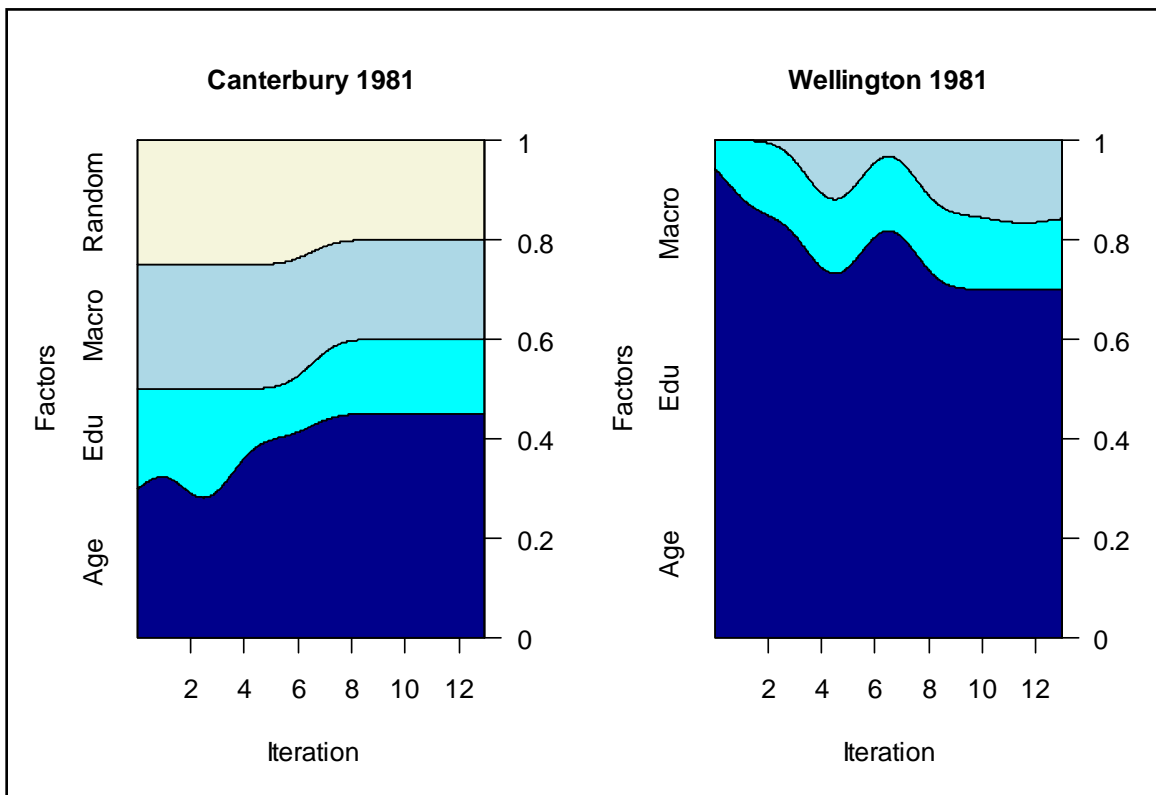 Canterbury 1981
Factors
Age Edu Macro Random
1
0.8
0.6
0.4
0.2
0
2 4 6 8 10 12
Iteration
Wellington 1981
Factors
Age Edu Macro
1
0.8
0.6
0.4
0.2
0
2 4 6 8 10 12
Iteration